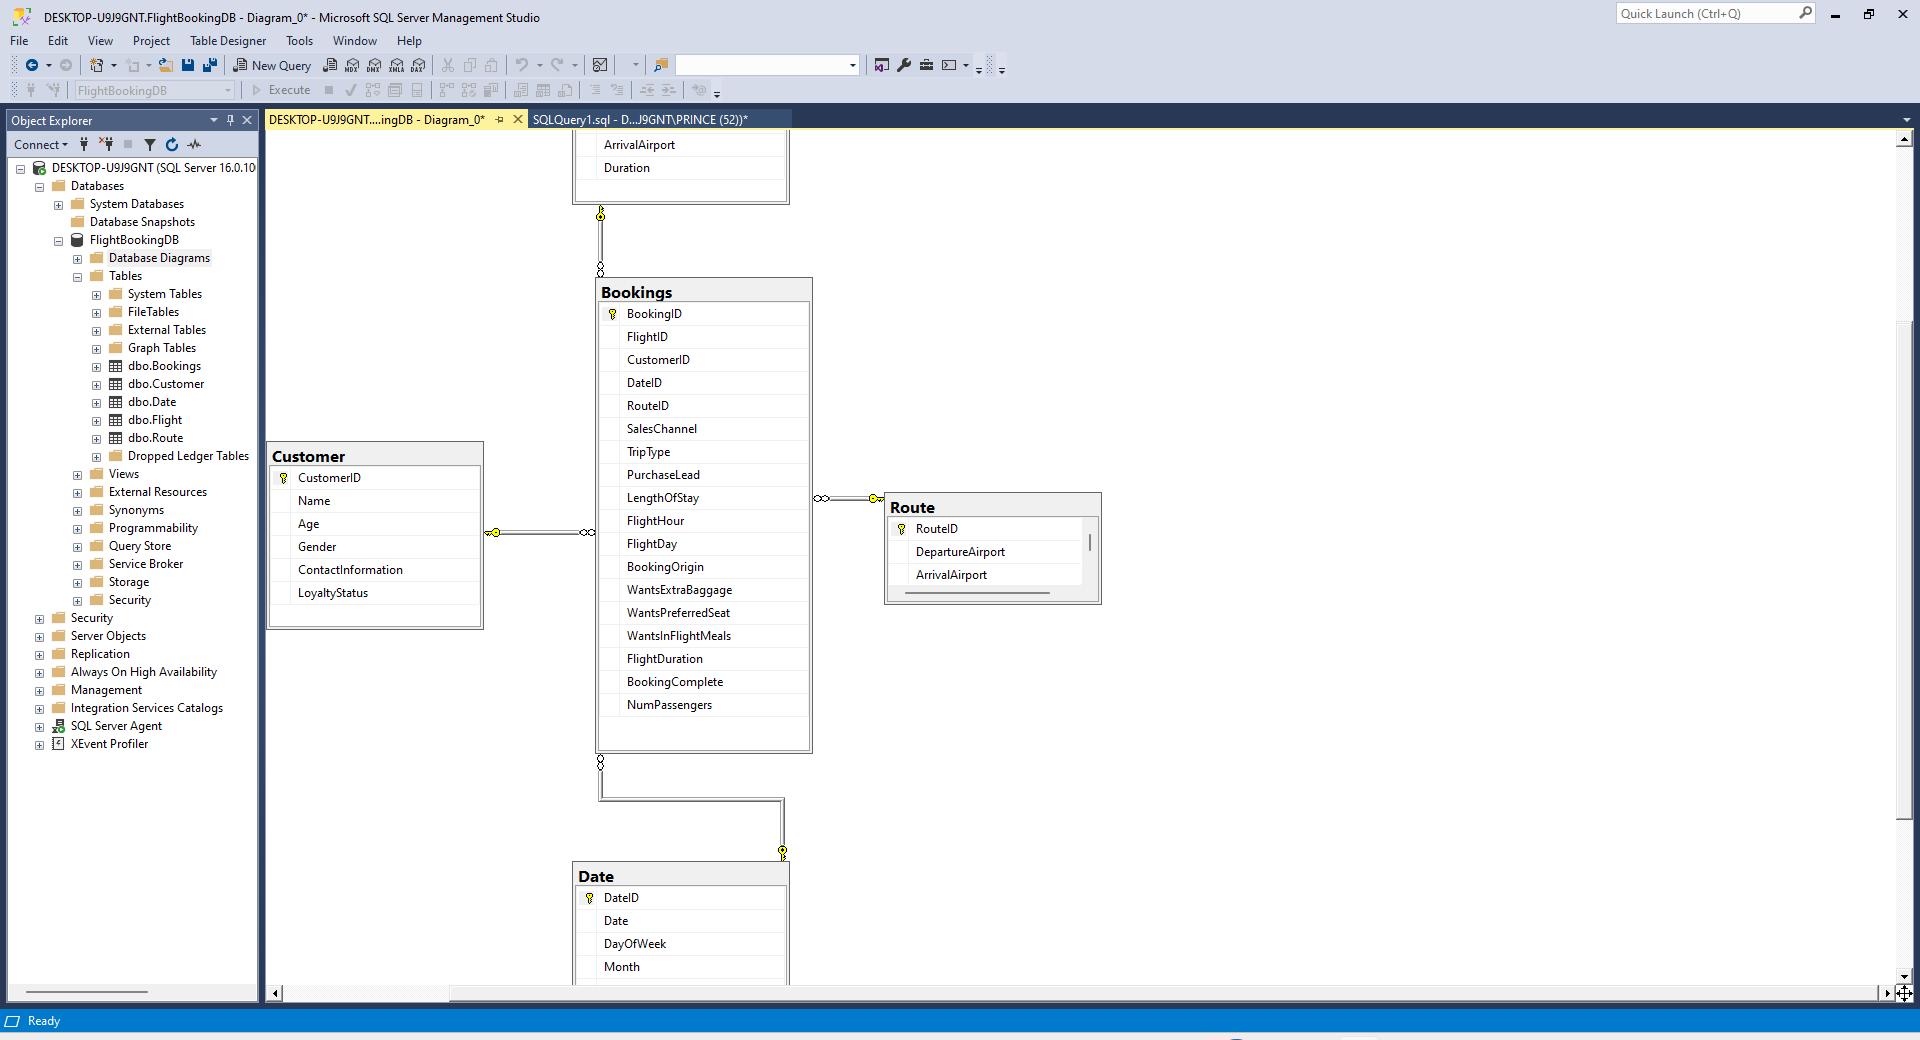 DESKTOP-U9J9GNT.FlightBookingDB - Diagram_0* - Microsoft SQL Server Management Studio
Quick Launch (Ctrl+Q)
File Edit View Project Table Designer Tools Window Help
New Query
MDX
DMX
XMLA
DAX
FlightBookingDB
Execute
Object Explorer
DESKTOP-U9J9GNT....ingDB - Diagram_0*
SQLQuery1.sql - D...J9GNT\PRINCE (52))*
Connect
DESKTOP-U9J9GNT (SQL Server 16.0.10
Databases
System Databases
Database Snapshots
FlightBookingDB
Database Diagrams
Tables
System Tables
FileTables
External Tables
Graph Tables
dbo.Bookings
dbo.Customer
dbo.Date
dbo.Flight
dbo.Route
Dropped Ledger Tables
Views
External Resources
Synonyms
Programmability
Query Store
Service Broker
Storage
Security
Security
Server Objects
Replication
Always On High Availability
Management
Integration Services Catalogs
SQL Server Agent
XEvent Profiler
ArrivalAirport
Duration
Bookings
BookingID
FlightID
CustomerID
DateID
RouteID
SalesChannel
TripType
PurchaseLead
LengthOfStay
FlightHour
FlightDay
BookingOrigin
WantsExtraBaggage
WantsPreferredSeat
WantsInFlightMeals
FlightDuration
BookingComplete
NumPassengers
Customer
CustomerID
Name
Age
Gender
ContactInformation
LoyaltyStatus
Route
RouteID
DepartureAirport
ArrivalAirport
Date
DateID
Date
DayOfWeek
Month
Ready